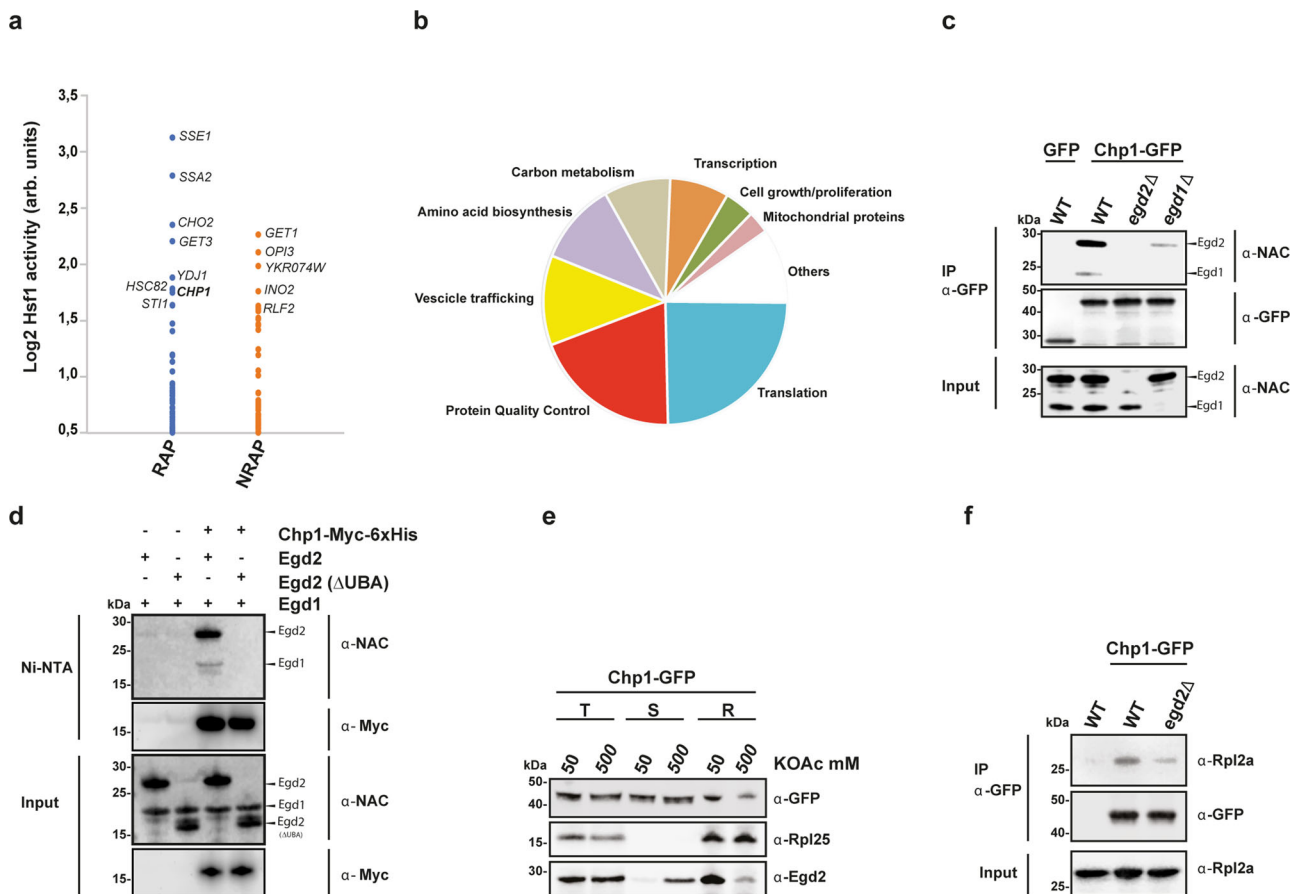 a
Log2 Hsf1 activity (arb. units)
3,5
3,0
2,5
2,0
1,5
1,0
0,5
SSE1
SSA2
CHO2
GET3
YDJ1
HSC82
CHP1
STI1
GET1
OPI3
YKR074W
INO2
RLF2
RAP
NRAP
b
Carbon metabolism
Transcription
Cell growth/proliferation
Mitochondrial proteins
Amino acid biosynthesis
Others
Vescicle trafficking
Protein Quality Control
Translation
c
GFP Chp1-GFP
WT WT egd2Δ egd1Δ
kDa
30-
25-
Egd2
Egd1
α-NAC
IP
α-GFP
50-
40-
30-
α-GFP
Input
30-
25-
Egd2
Egd1
α-NAC
d
- - + + Chp1-Myc-6xHis
+ - + - Egd2
- + - + Egd2 (ΔUBA)
+ + + + Egd1
kDa
30-
25-
15-
Egd2
Egd1
α-NAC
Ni-NTA
15-
α-Myc
Input
30-
25-
15-
Egd2
Egd1
Egd2
(ΔUBA)
α-NAC
15-
α-Myc
e
Chp1-GFP
T S R
50 500 50 500 50 500 KOAc mM
kDa
50-
40-
α-GFP
15-
α-Rpl25
30-
α-Egd2
f
Chp1-GFP
WT WT egd2Δ
kDa
25-
α-Rpl2a
IP
α-GFP
50-
40-
α-GFP
Input
25-
α-Rpl2a